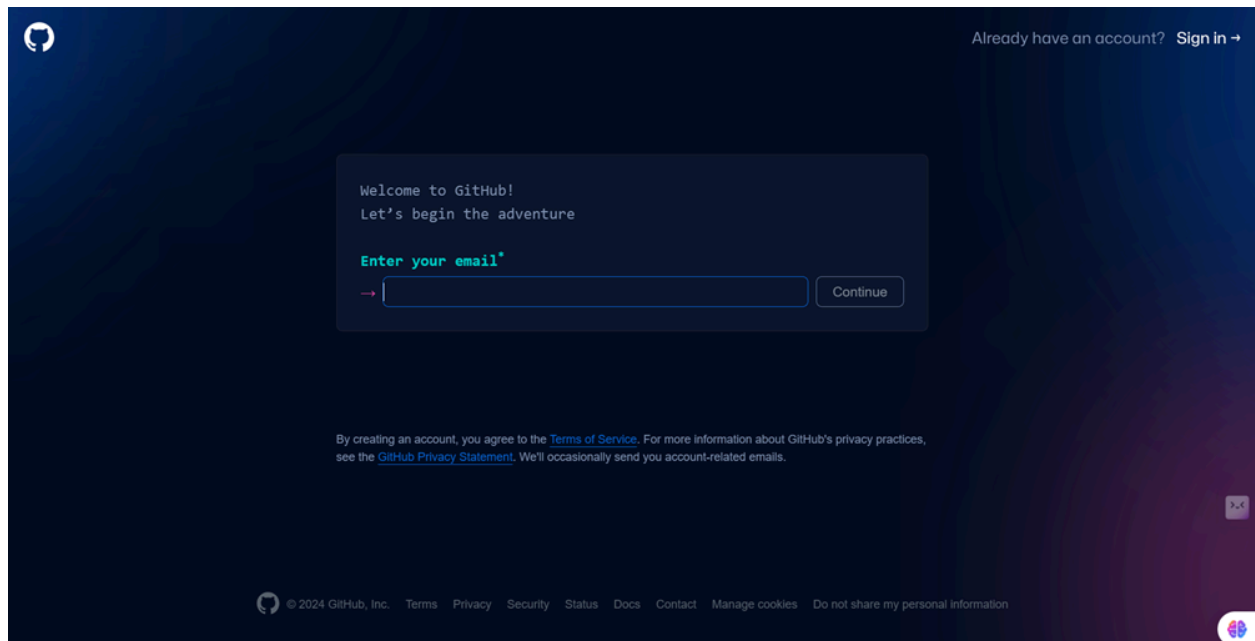 Already have an account? Sign in →
Welcome to GitHub!
Let’s begin the adventure
Enter your email*
→
Continue
By creating an account, you agree to the Terms of Service. For more information about GitHub's privacy practices,
see the GitHub Privacy Statement. We'll occasionally send you account-related emails.
© 2024 GitHub, Inc. Terms Privacy Security Status Docs Contact Manage cookies Do not share my personal information